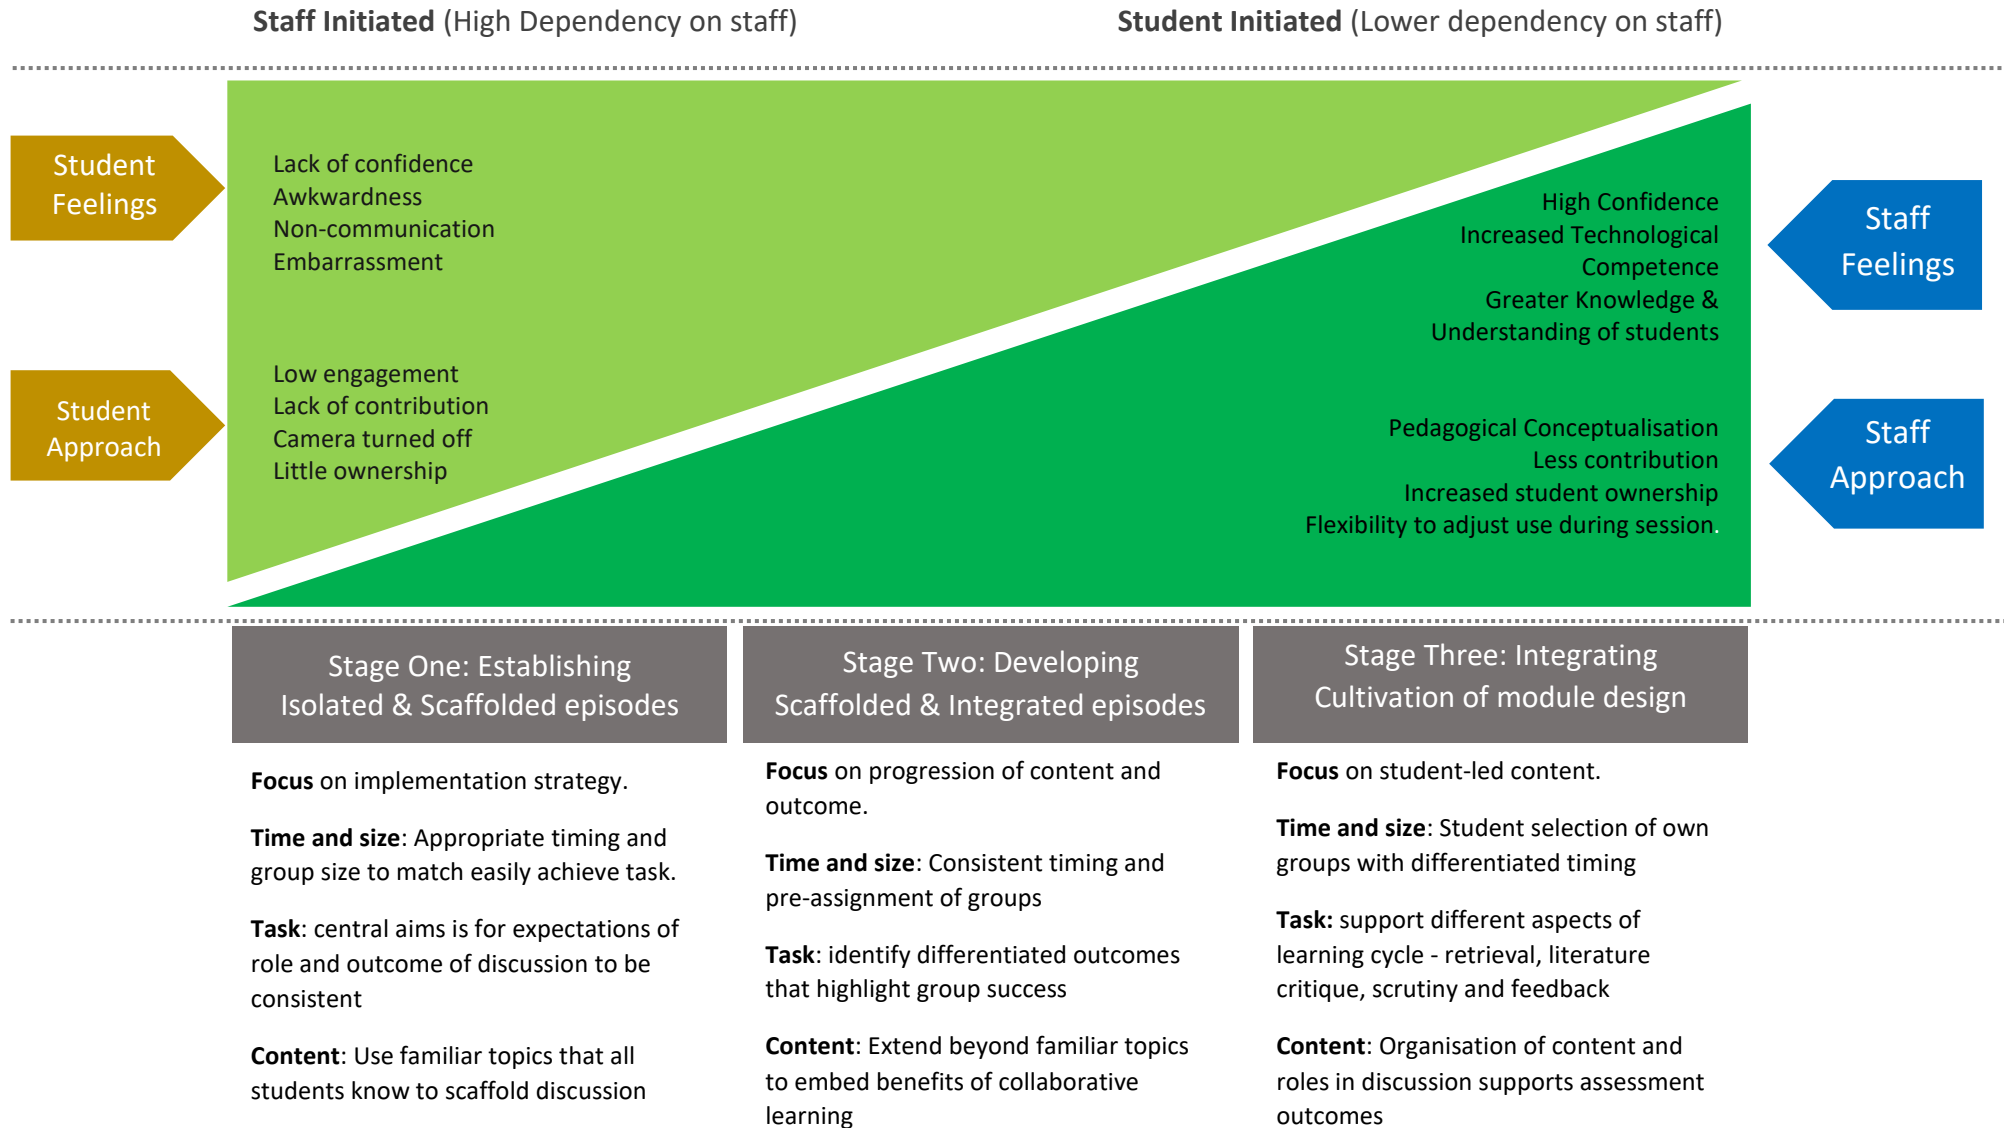 Staff Initiated (High Dependency on staff)
Student Initiated (Lower dependency on staff)
Student
Feelings
Lack of confidence
Awkwardness
Non-communication
Embarrassment
Student
Approach
Low engagement
Lack of contribution
Camera turned off
Little ownership
High Confidence
Increased Technological
Competence
Greater Knowledge &
Understanding of students
Staff
Feelings
Pedagogical Conceptualisation
Less contribution
Increased student ownership
Flexibility to adjust use during session.
Staff
Approach
Stage One: Establishing
Isolated & Scaffolded episodes
Focus on implementation strategy.
Time and size: Appropriate timing and
group size to match easily achieve task.
Task: central aims is for expectations of
role and outcome of discussion to be
consistent
Content: Use familiar topics that all
students know to scaffold discussion
Stage Two: Developing
Scaffolded & Integrated episodes
Focus on progression of content and
outcome.
Time and size: Consistent timing and
pre-assignment of groups
Task: identify differentiated outcomes
that highlight group success
Content: Extend beyond familiar topics
to embed benefits of collaborative
learning
Stage Three: Integrating
Cultivation of module design
Focus on student-led content.
Time and size: Student selection of own
groups with differentiated timing
Task: support different aspects of
learning cycle - retrieval, literature
critique, scrutiny and feedback
Content: Organisation of content and
roles in discussion supports assessment
outcomes